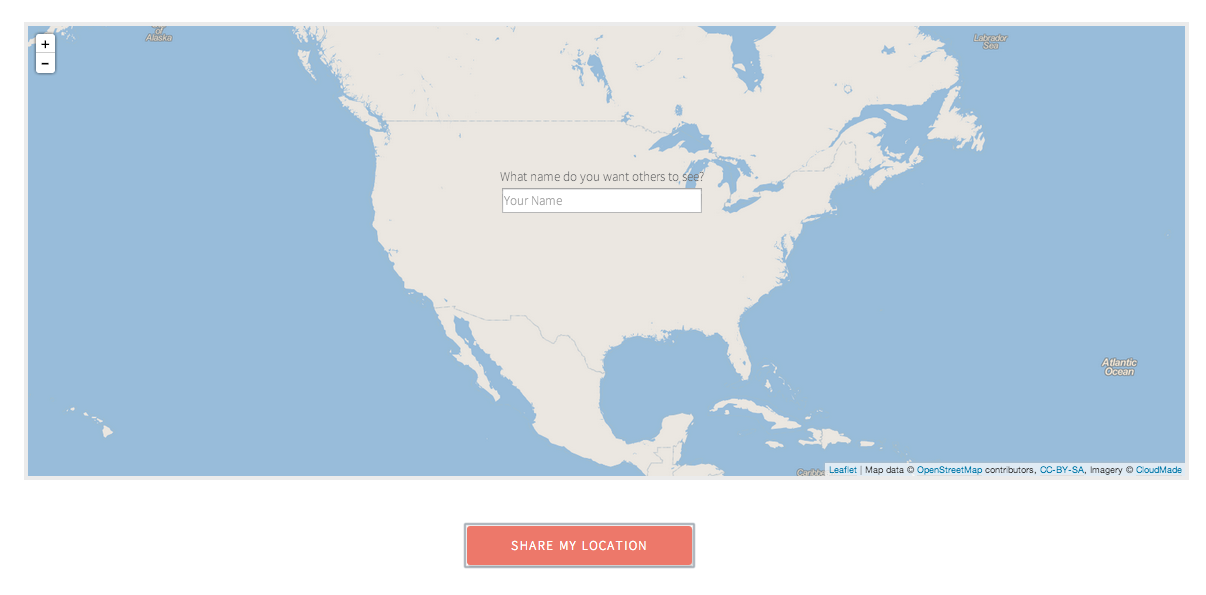 of
Alaska
Labrador
Sea
+
-
What name do you want others to see?
Your Name
Atlantic
Ocean
Leaflet | Map data © OpenStreetMap contributors, CC-BY-SA, Imagery © CloudMade
SHARE MY LOCATION